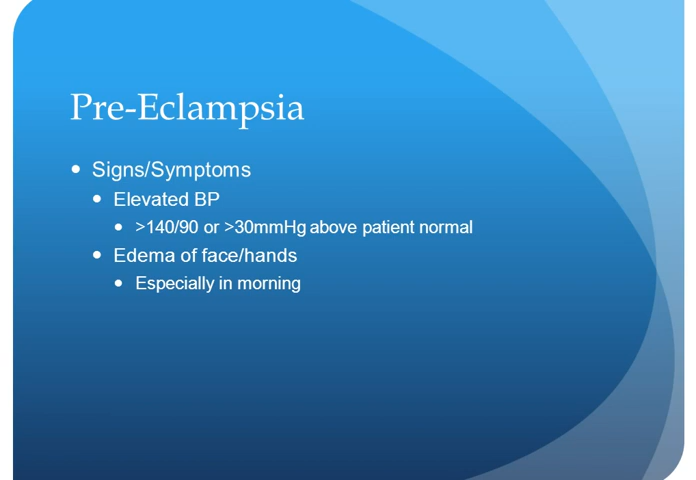 Pre-Eclampsia
• Signs/Symptoms
• Elevated BP
• >140/90 or >30mmHg above patient normal
• Edema of face/hands
• Especially in morning